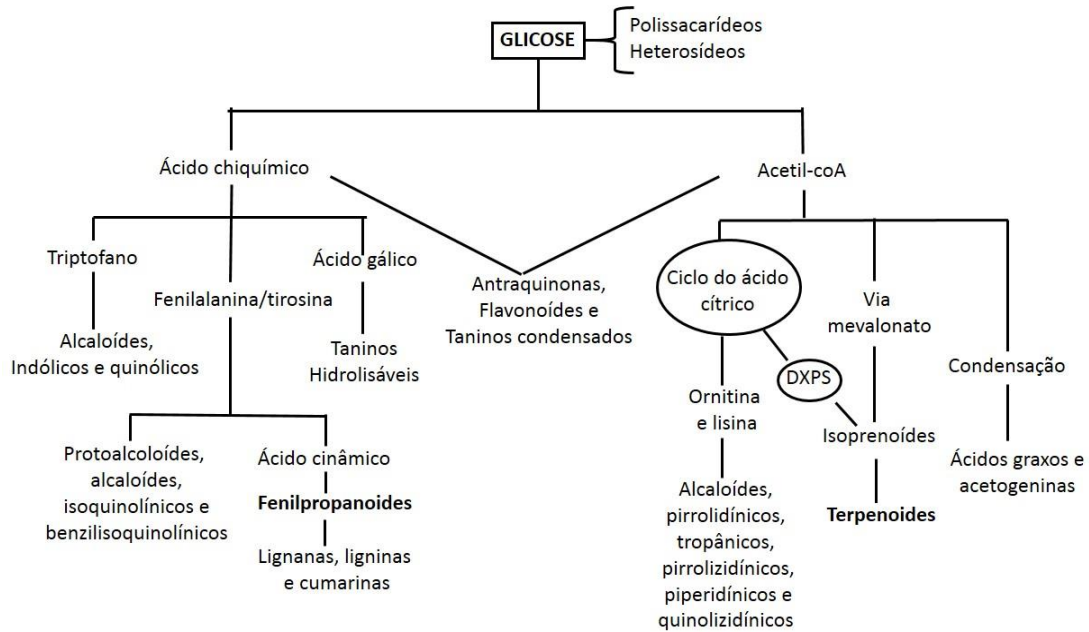 GLICOSE
Polissacarídeos
Heterosídeos
Ácido chiquímico
Acetil-coA
Triptofano
Ácido gálico
Fenilalanina/tirosina
Antraquinonas,
Flavonoídes e
Taninos condensados
Ciclo do ácido
cítrico
Via
mevalonato
Alcaloídes,
Indólicos e quinólicos
Taninos
Hidrolisáveis
DXPS
Condensação
Ornitina
e lisina
Isoprenoídes
Protoalcoloídes,
alcaloídes,
isoquinolínicos e
benzilisoquinolínicos
Ácido cinâmico
Fenilpropanoides
Lignanas, ligninas
e cumarinas
Alcaloídes,
pirrolidínicos,
tropânicos,
pirrolizidínicos,
piperidínicos e
quinolizidínicos
Terpenoides
Ácidos graxos e
acetogeninas